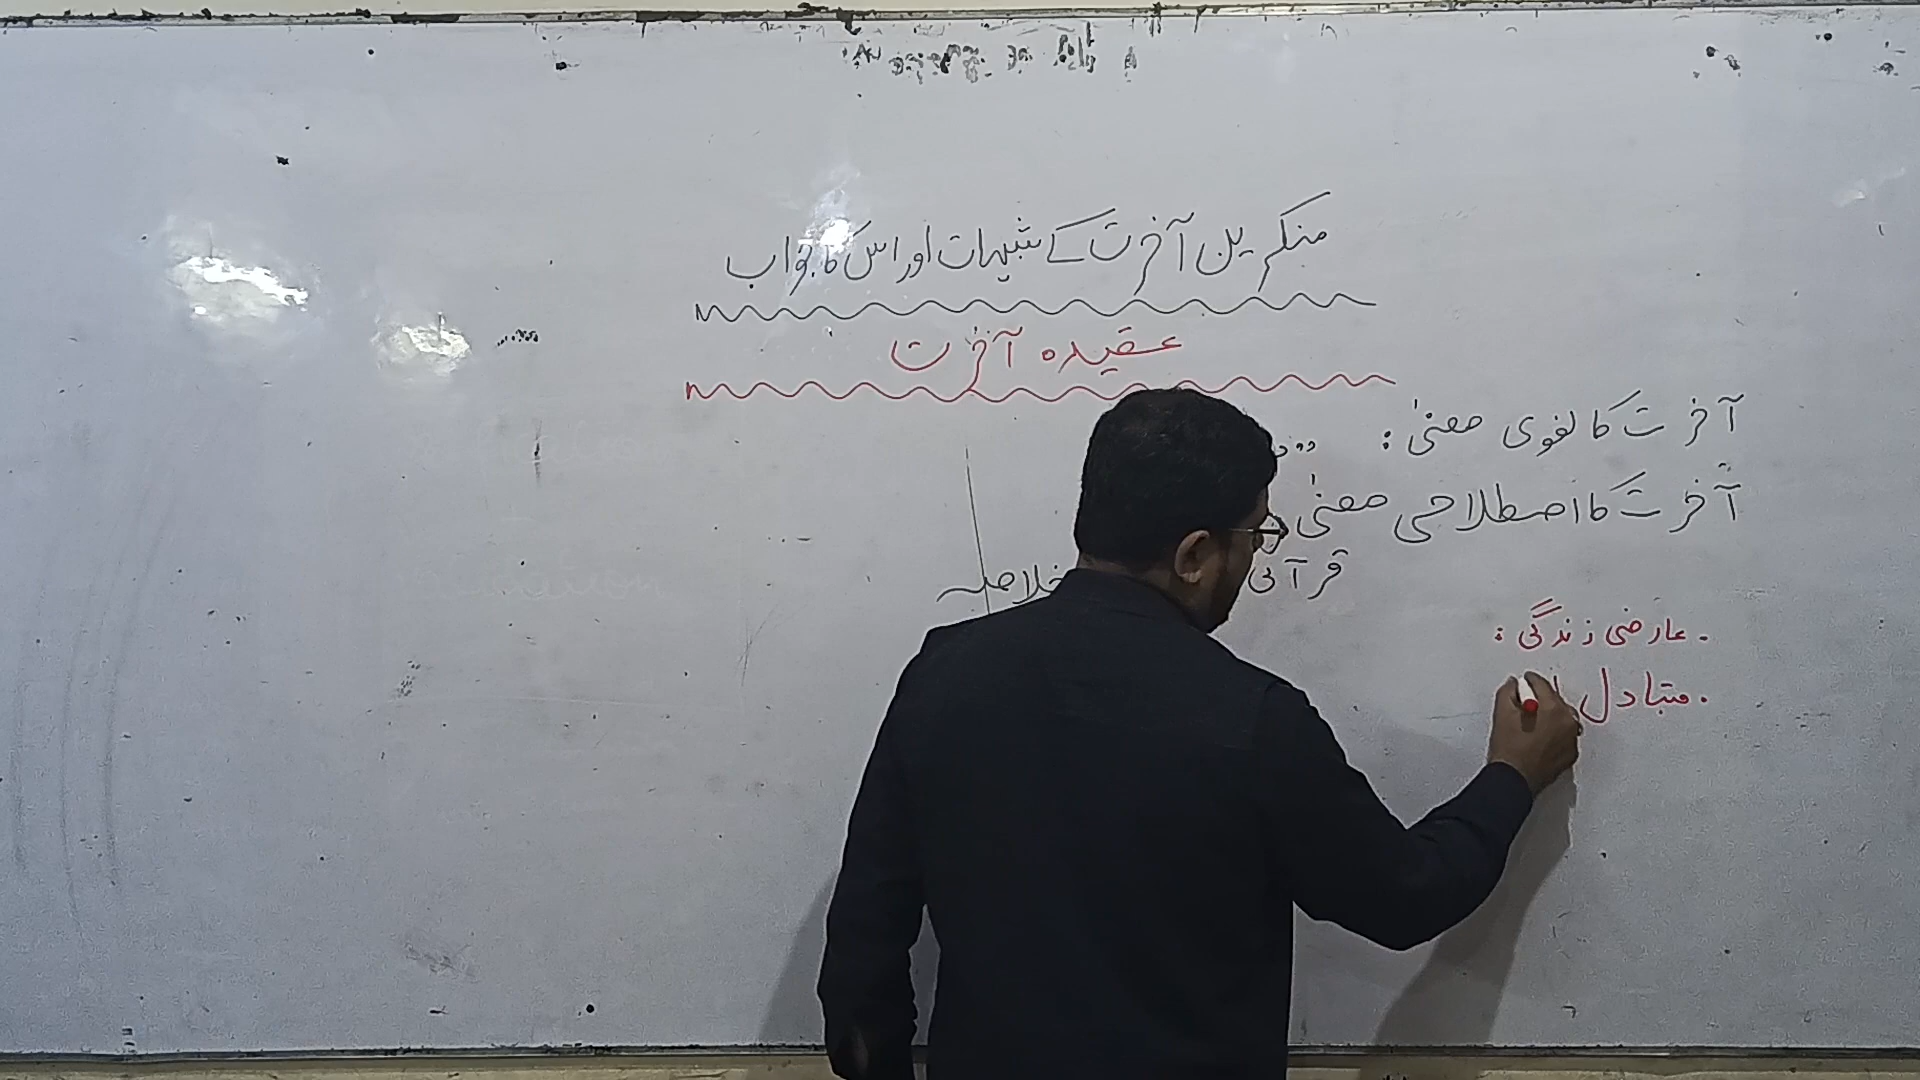 منکرین آخرت کے شبہات اور اس کا جواب
عقیدہ آخرت
آخرت کا لغوی معنیٰ :
آخرت کا اصطلاحی معنیٰ
قرآنی خلاصہ
. عارضی زندگی :
. متبادل